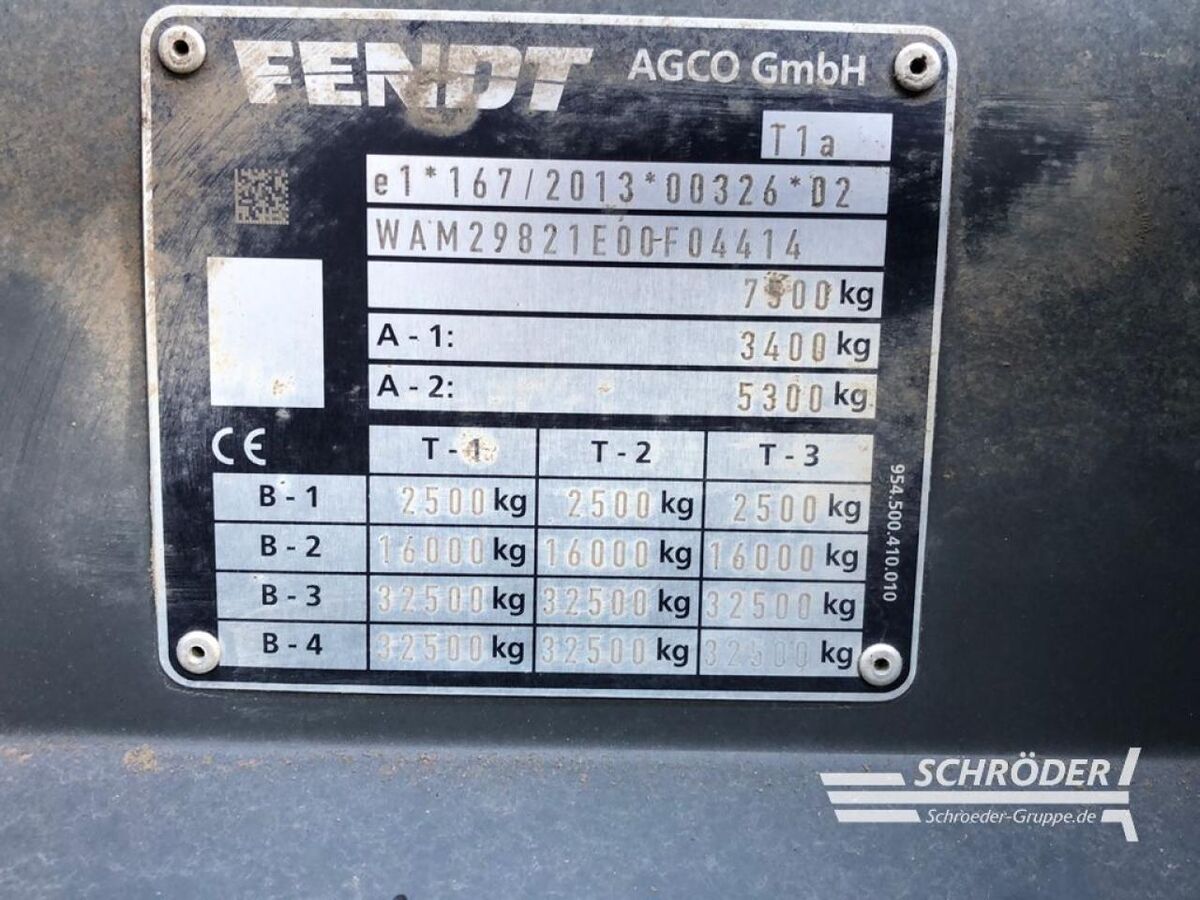 FENDT AGCO GmbH
T1a
e1*167/2013*00326*02
WAM29821E00F04414
7500 kg
A - 1: 3400 kg
A - 2: 5300 kg
CE T - 1 T - 2 T - 3
B - 1 2500 kg 2500 kg 2500 kg
B - 2 16000 kg 16000 kg 16000 kg
B - 3 32500 kg 32500 kg 32500 kg
B - 4 32500 kg 32500 kg 32500 kg
954.500.410.010
SCHRÖDER
Schroeder-Gruppe.de